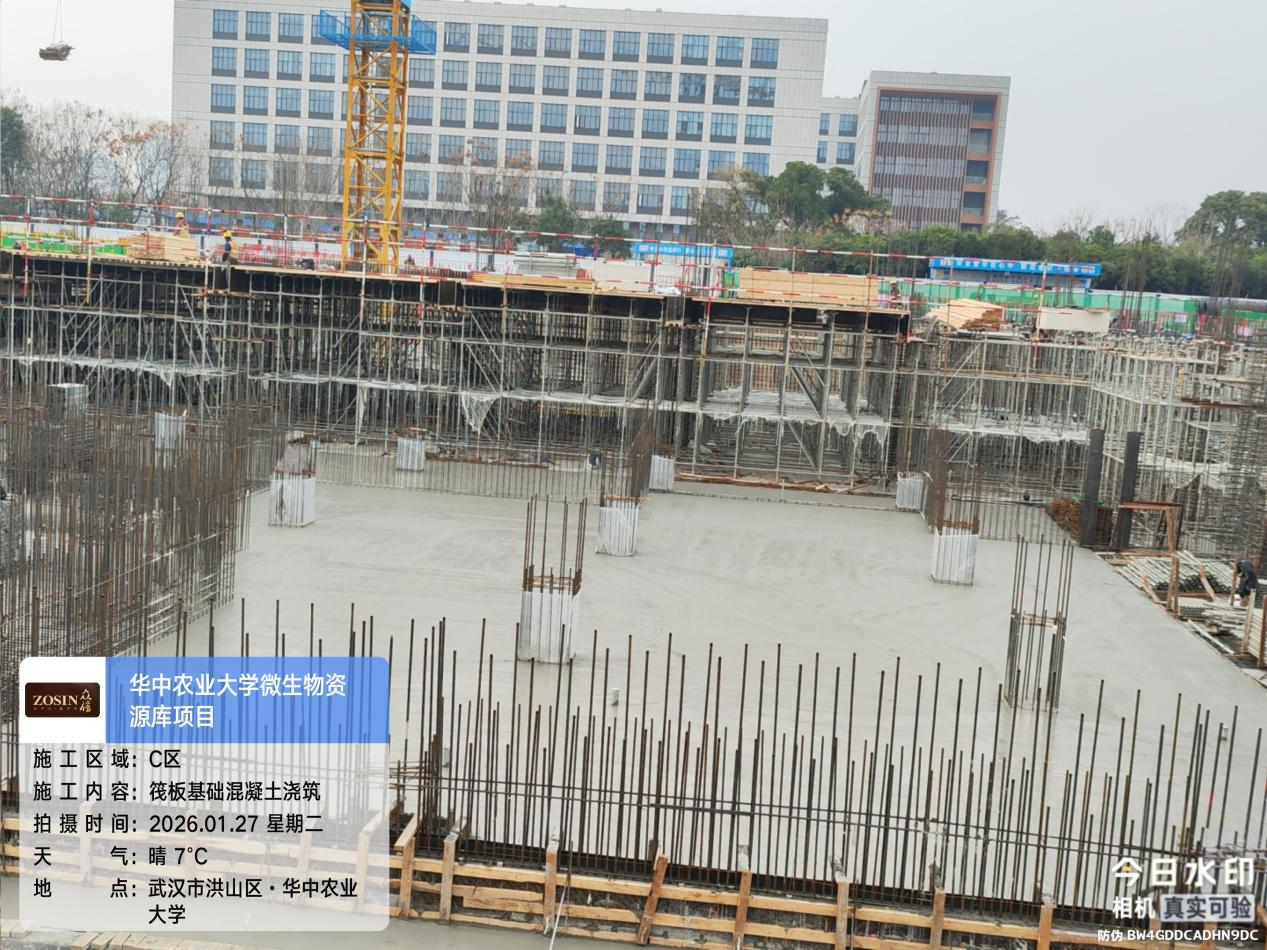 ZOSIN 众信
华中农业大学微生物资
源库项目
施工区域：C区
施工内容：筏板基础混凝土浇筑
拍摄时间：2026.01.27 星期二
天气：晴 7°C
地点：武汉市洪山区·华中农业
大学
今日水印
相机 真实可验
防伪 BW4GDDCADHN9DC